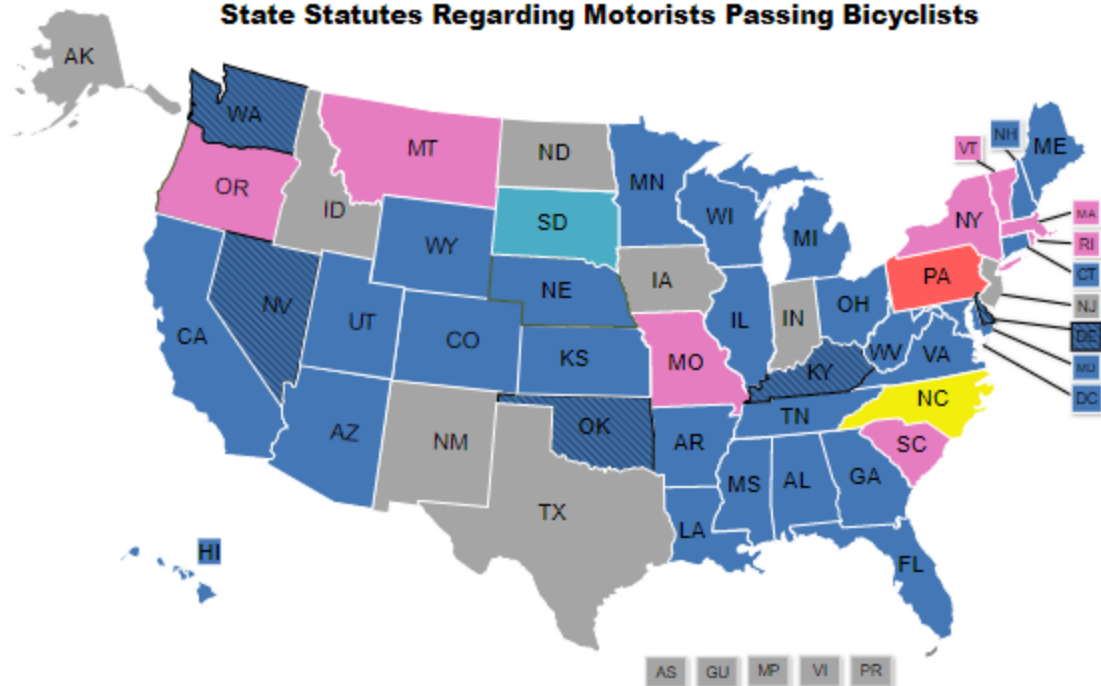 State Statutes Regarding Motorists Passing Bicyclists
AK
WA
MT
ND
MN
VT
NH
ME
OR
ID
SD
WI
MI
NY
MA
RI
WY
CT
NE
IA
PA
NJ
NV
UT
CO
IL
IN
OH
DE
CA
KS
MO
KY
WV
VA
MD
DC
AZ
NM
OK
AR
TN
NC
SC
TX
MS
AL
GA
LA
HI
FL
AS GU MP VI PR